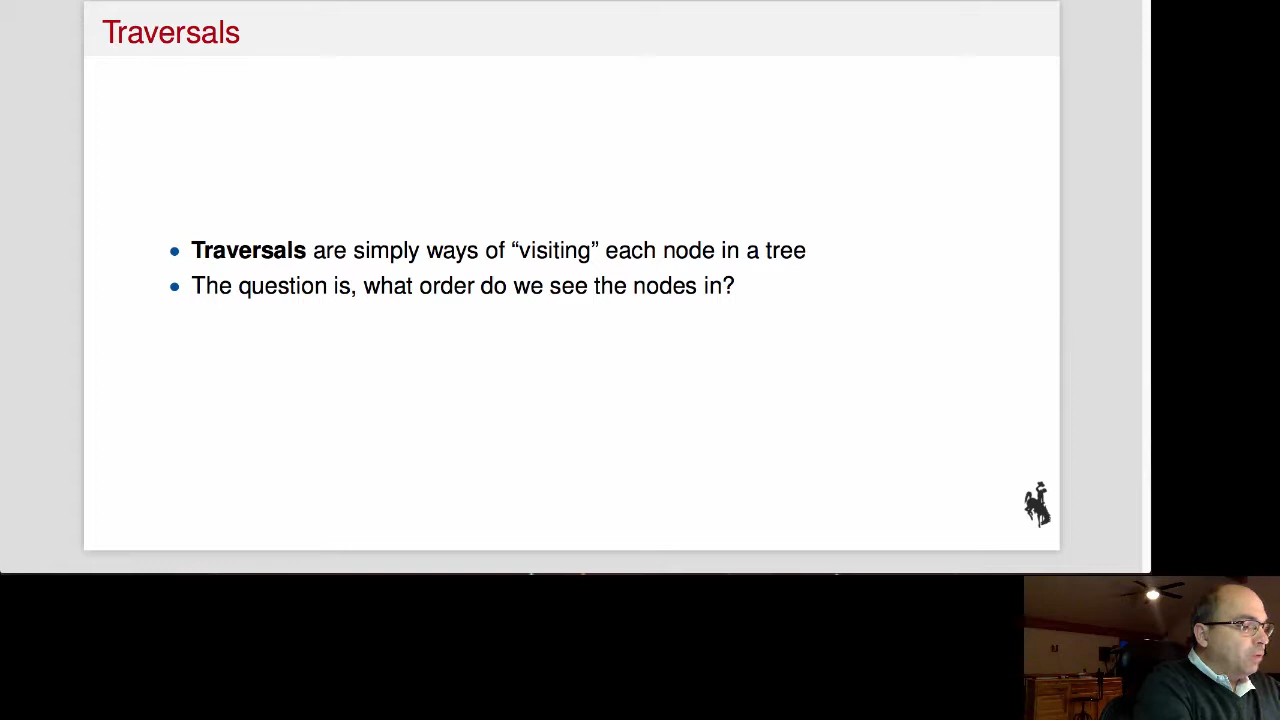 Traversals
• Traversals are simply ways of “visiting” each node in a tree
• The question is, what order do we see the nodes in?